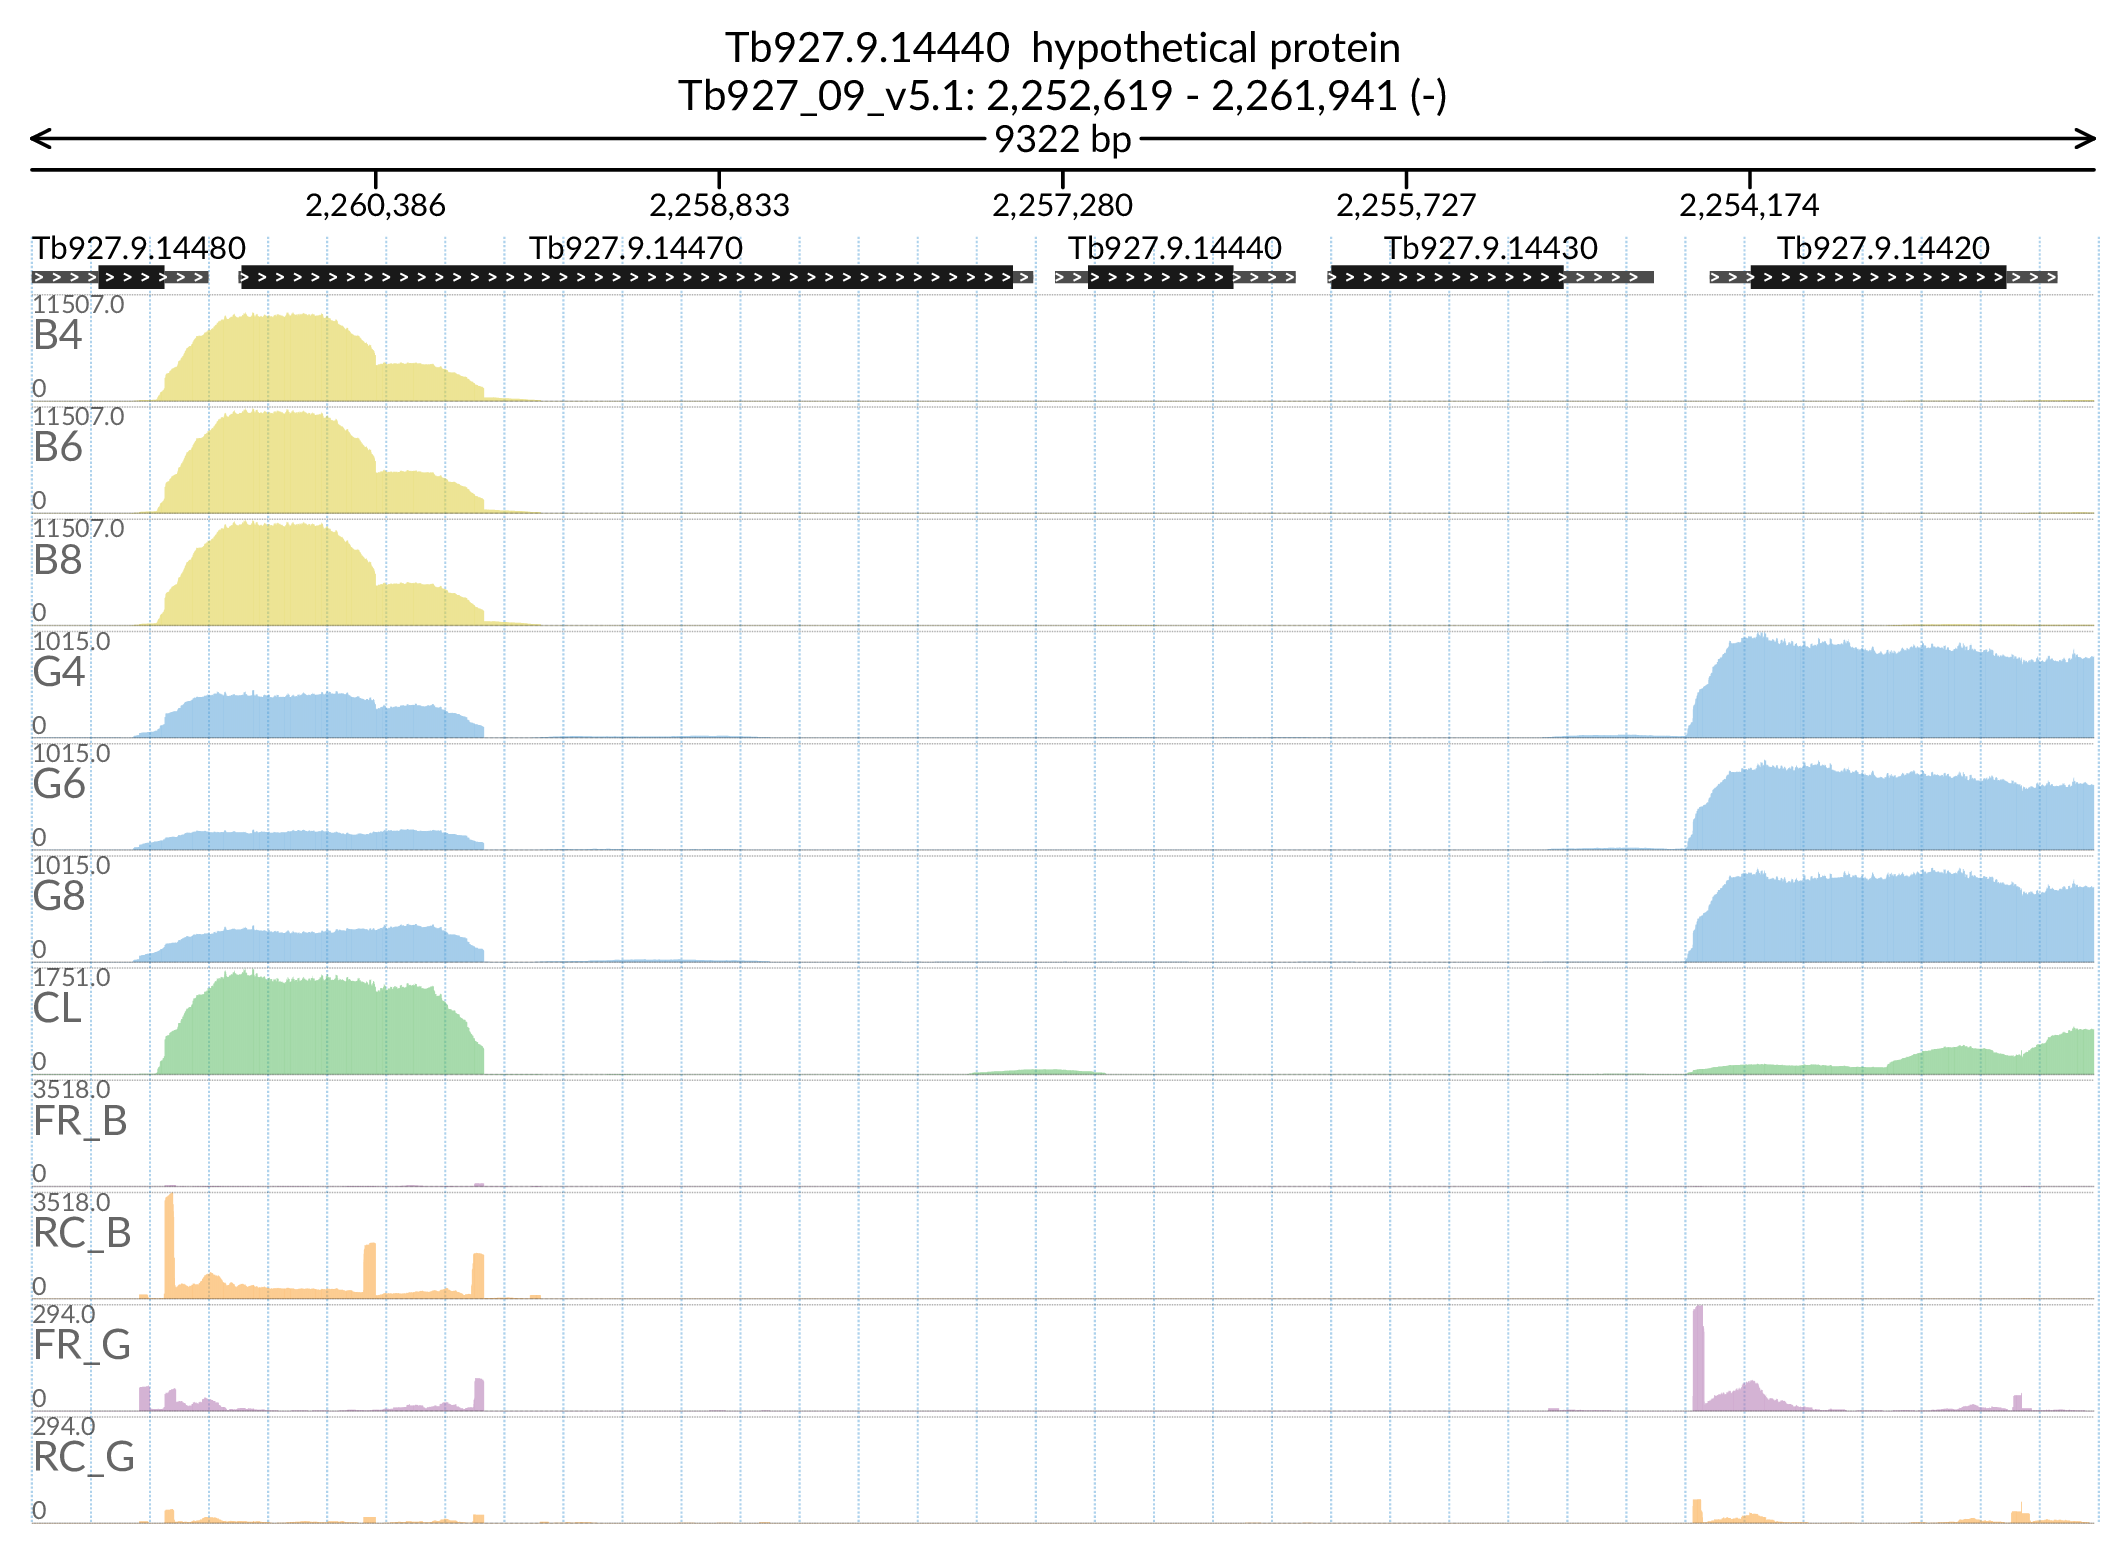 Tb927.9.14440 hypothetical protein
Tb927_09_v5.1: 2,252,619 - 2,261,941 (-)
9322 bp
2,260,386 2,258,833 2,257,280 2,255,727 2,254,174
Tb927.9.14480 Tb927.9.14470 Tb927.9.14440 Tb927.9.14430 Tb927.9.14420
11507.0
B4
0
11507.0
B6
0
11507.0
B8
0
1015.0
G4
0
1015.0
G6
0
1015.0
G8
0
1751.0
CL
0
3518.0
FR_B
0
3518.0
RC_B
0
294.0
FR_G
0
294.0
RC_G
0